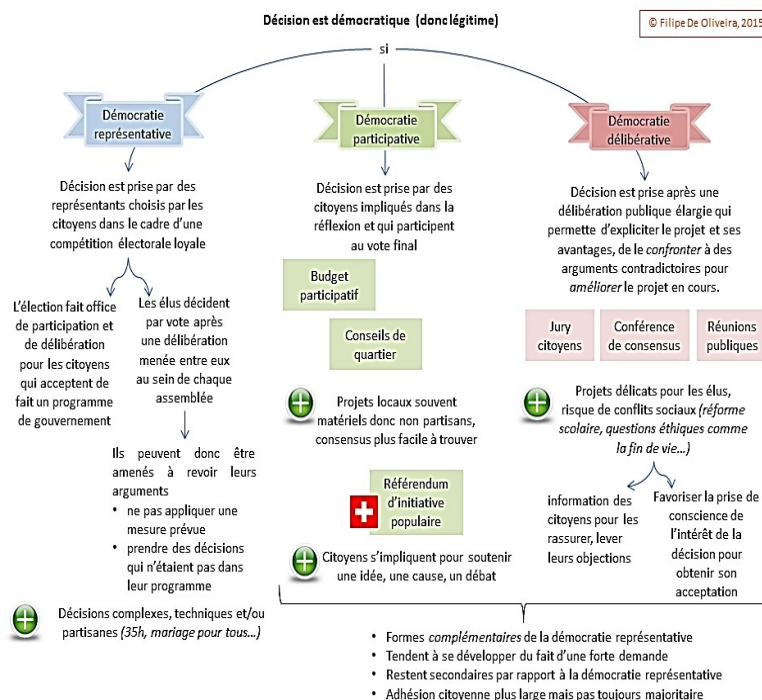 Décision est démocratique (donc légitime)
© Filipe De Oliveira, 2015
si
Démocratie
représentative
Décision est prise par des
représentants choisis par les
citoyens dans le cadre d'une
compétition électorale loyale
L'élection fait office
de participation et
de délibération
pour les citoyens
qui acceptent de
fait un programme
de gouvernement
Les élus décident
par vote après
une délibération
menée entre eux
au sein de chaque
assemblée
Ils peuvent donc être
amenés à revoir leurs
arguments
• ne pas appliquer une
mesure prévue
• prendre des décisions
qui n'étaient pas dans
leur programme
Décisions complexes, techniques et/ou
partisanes (35h, mariage pour tous...)
Démocratie
participative
Décision est prise par des
citoyens impliqués dans la
réflexion et qui participent
au vote final
Budget
participatif
Conseils de
quartier
Projets locaux souvent
matériels donc non partisans,
consensus plus facile à trouver
Référendum
d'initiative
populaire
Citoyens s'impliquent pour soutenir
une idée, une cause, un débat
Démocratie
délibérative
Décision est prise après une
délibération publique élargie qui
permette d'expliciter le projet et ses
avantages, de le confronter à des
arguments contradictoires pour
améliorer le projet en cours.
Jury
citoyens
Conférence
de consensus
Réunions
publiques
Projets délicats pour les élus,
risque de conflits sociaux (réforme
scolaire, questions éthiques comme
la fin de vie...)
information des
citoyens pour les
rassurer, lever
leurs objections
Favoriser la prise de
conscience de
l'intérêt de la
décision pour
obtenir son
acceptation
• Formes complémentaires de la démocratie représentative
• Tendent à se développer du fait d'une forte demande
• Restent secondaires par rapport à la démocratie représentative
• Adhésion citoyenne plus large mais pas toujours majoritaire